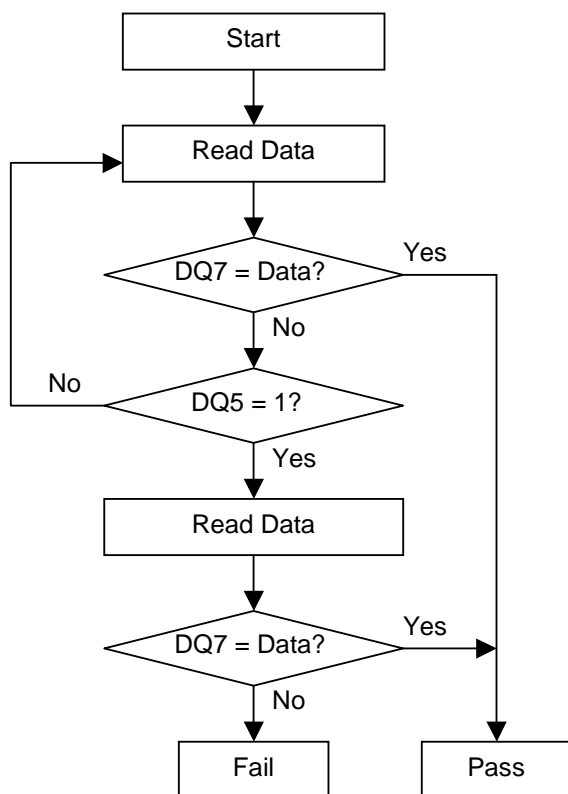 Start
Read Data
DQ7 = Data?
Yes
No
No
DQ5 = 1?
Yes
Read Data
DQ7 = Data?
Yes
No
Fail
Pass